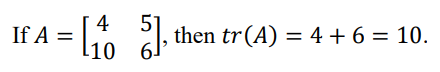 If A = [4 5
10 6], then tr(A) = 4 + 6 = 10.